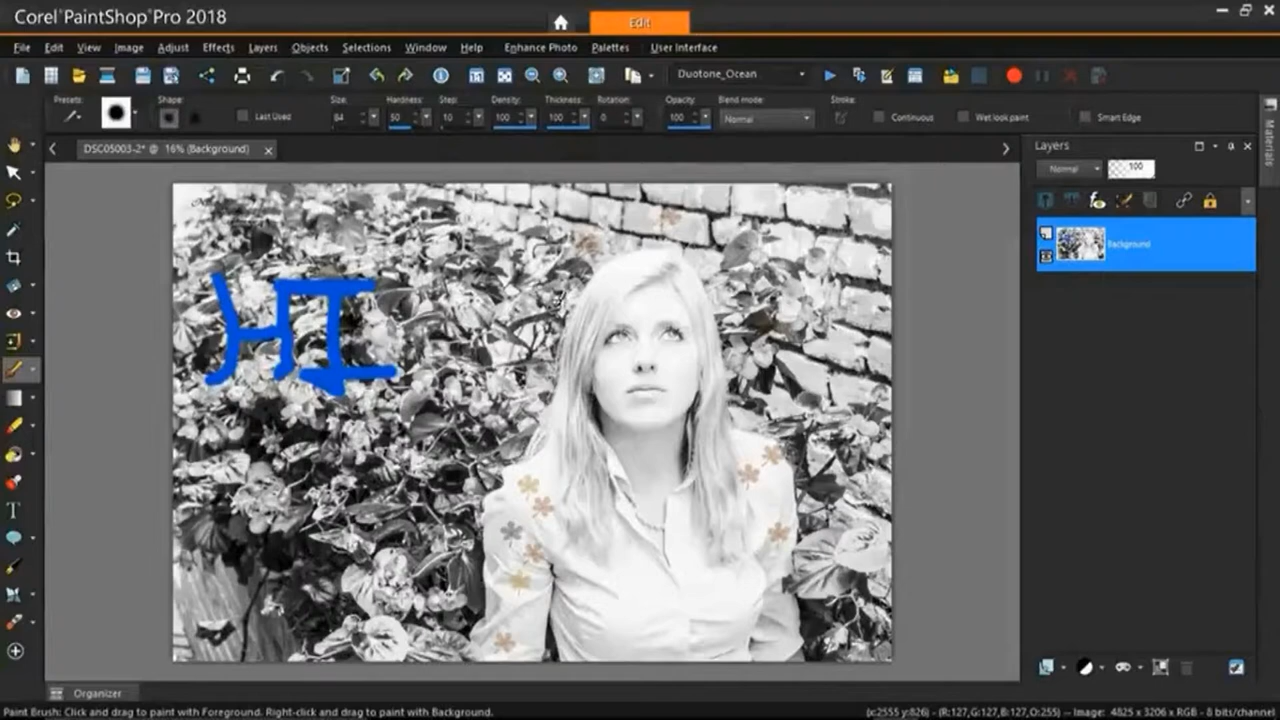 Corel PaintShop Pro 2018
Edit
File Edit View Image Adjust Effects Layers Objects Selections Window Help Enhance Photo Palettes User Interface
Duotone_Ocean
Presets: Shape: Last Used Size: Hardness: Step: Density: Thickness: Rotation: Opacity: Blend mode: Stroke: Continuous Wet look paint Smart Edge
84 50 10 100 100 0 100 Normal
DSC05003-2* @ 16% (Background)
Layers
Materials
Normal 100
Background
HI
Organizer
Paint Brush: Click and drag to paint with Foreground. Right-click and drag to paint with Background.
(x:2555 y:826) - (R:127,G:127,B:127,O:255) -- Image: 4825 x 3206 x RGB - 8 bits/channel